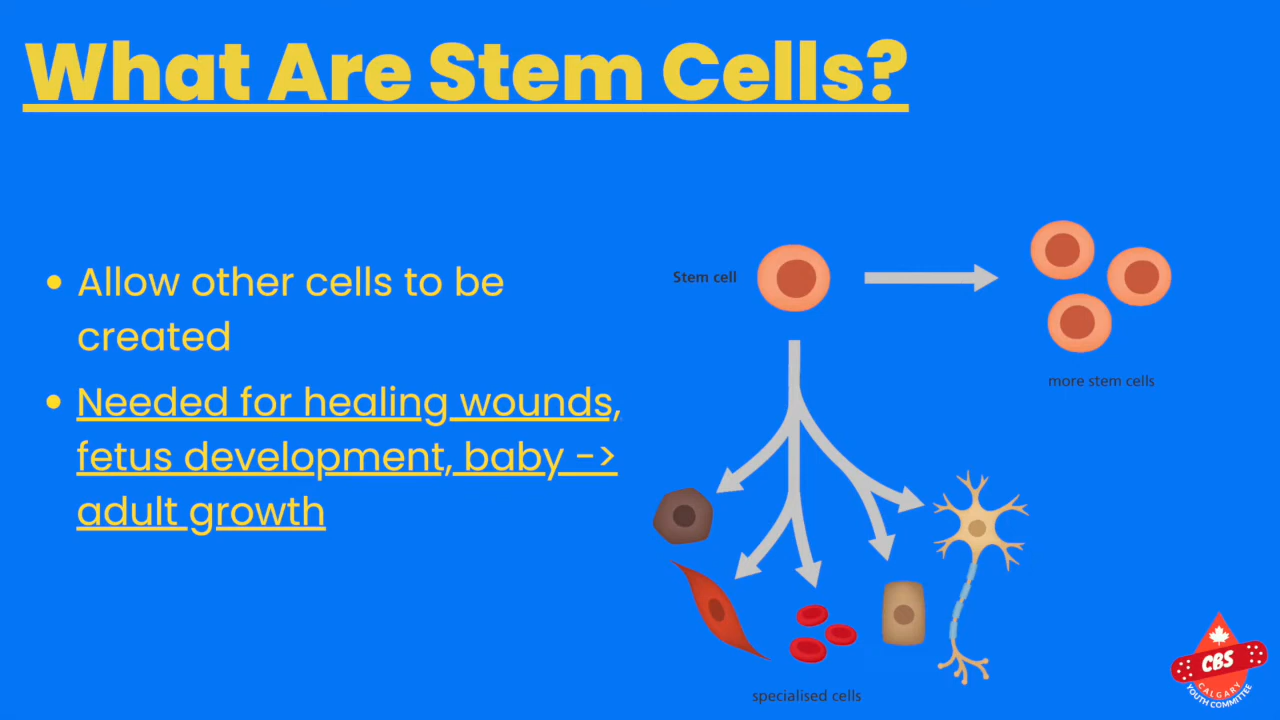 What Are Stem Cells?
• Allow other cells to be
created
• Needed for healing wounds,
fetus development, baby ->
adult growth
Stem cell
more stem cells
specialised cells
CBS
CALGARY
YOUTH COMMITTEE